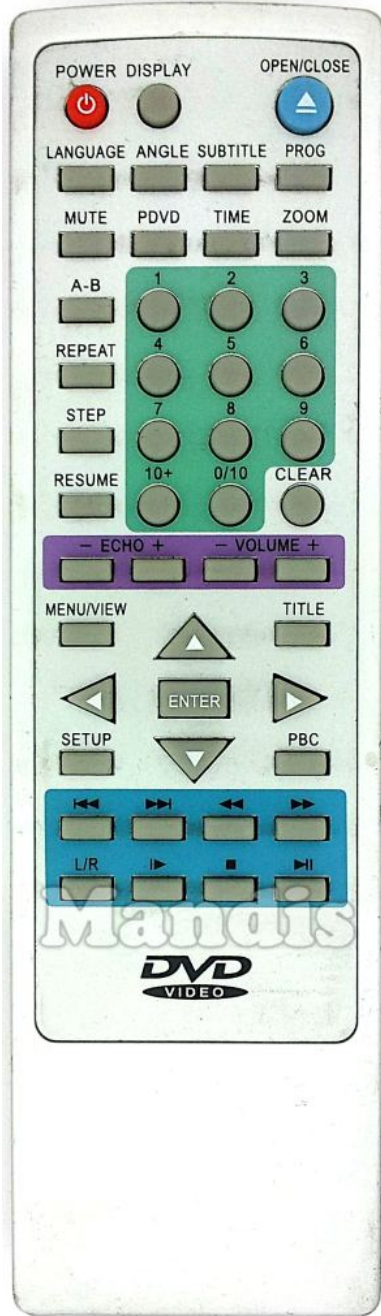 POWER DISPLAY OPEN/CLOSE
LANGUAGE ANGLE SUBTITLE PROG
MUTE PDVD TIME ZOOM
A-B 1 2 3
REPEAT 4 5 6
STEP 7 8 9
RESUME 10+ 0/10 CLEAR
- ECHO + - VOLUME +
MENU/VIEW TITLE
ENTER
SETUP PBC
L/R
Mandis
DVD
VIDEO